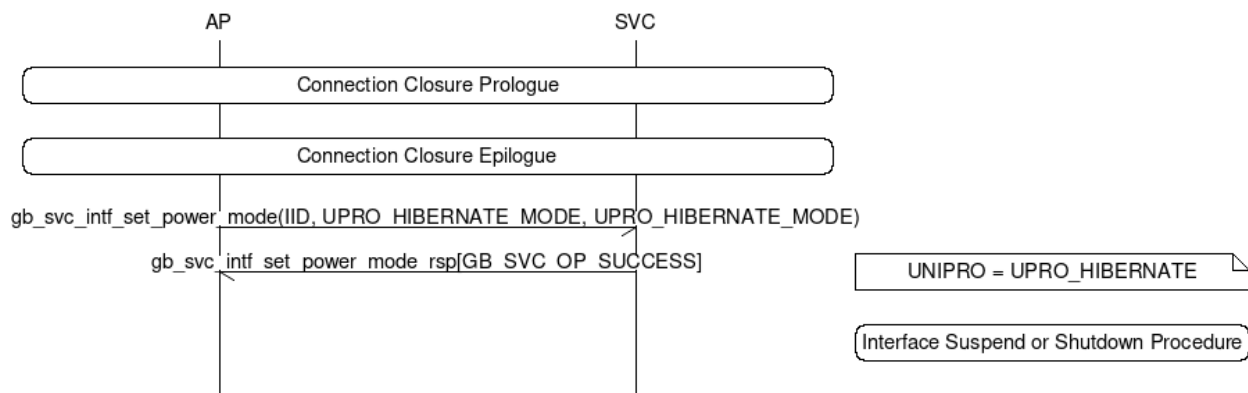 AP
SVC
Connection Closure Prologue
Connection Closure Epilogue
gb_svc_intf_set_power_mode(IID, UPRO_HIBERNATE_MODE, UPRO_HIBERNATE_MODE)
gb_svc_intf_set_power_mode_rsp[GB_SVC_OP_SUCCESS]
UNIPRO = UPRO_HIBERNATE
Interface Suspend or Shutdown Procedure